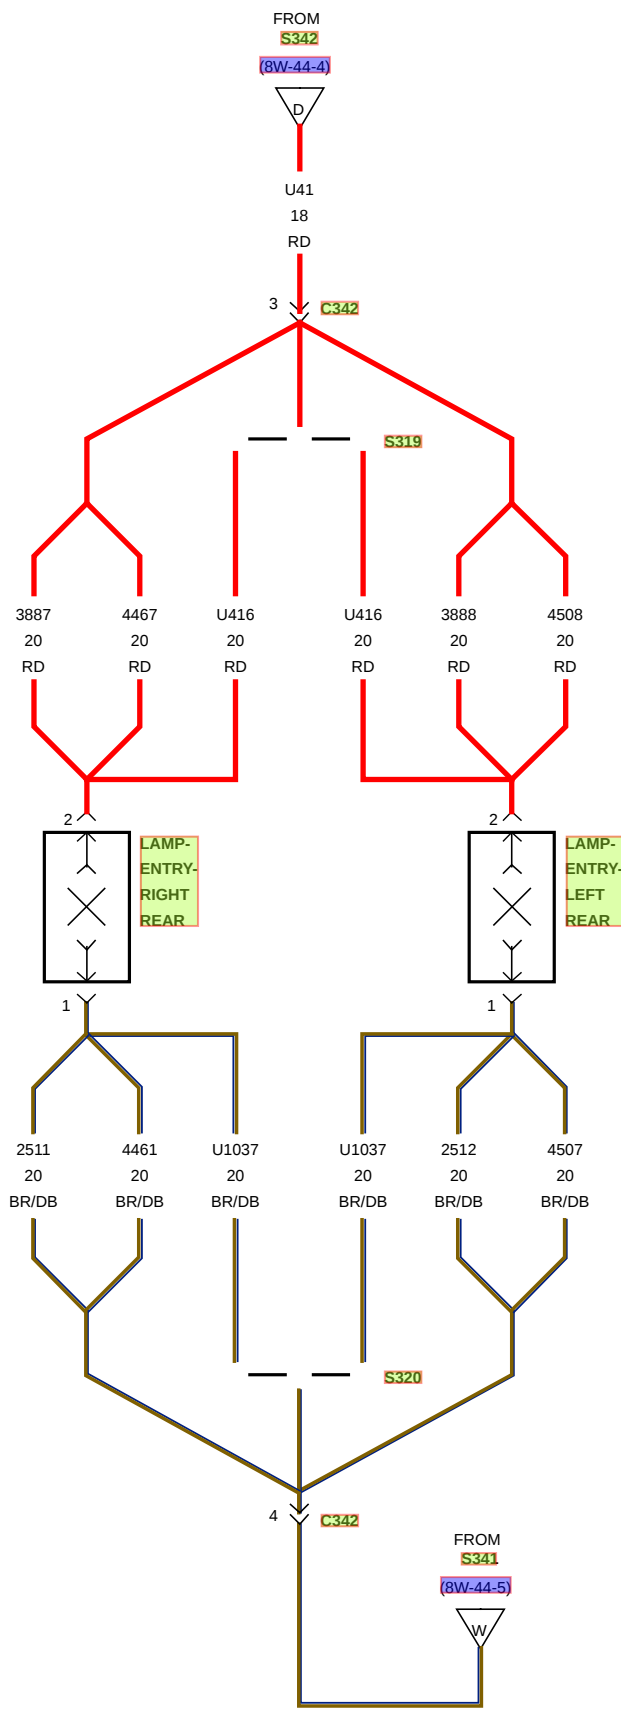 FROM
S342
(8W-44-4)
D
U41
18
RD
3 C342
S319
3887 4467 U416 U416 3888 4508
20 20 20 20 20 20
RD RD RD RD RD RD
2 2
LAMP- LAMP-
ENTRY- ENTRY-
RIGHT LEFT
REAR REAR
1 1
2511 4461 U1037 U1037 2512 4507
20 20 20 20 20 20
BR/DB BR/DB BR/DB BR/DB BR/DB BR/DB
S320
4 C342
FROM
S341
(8W-44-5)
W